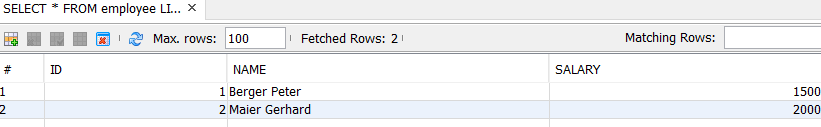 SELECT * FROM employee LI... ×
Max. rows: 100 Fetched Rows: 2 Matching Rows:
# ID NAME SALARY
1 1 Berger Peter 1500
2 2 Maier Gerhard 2000